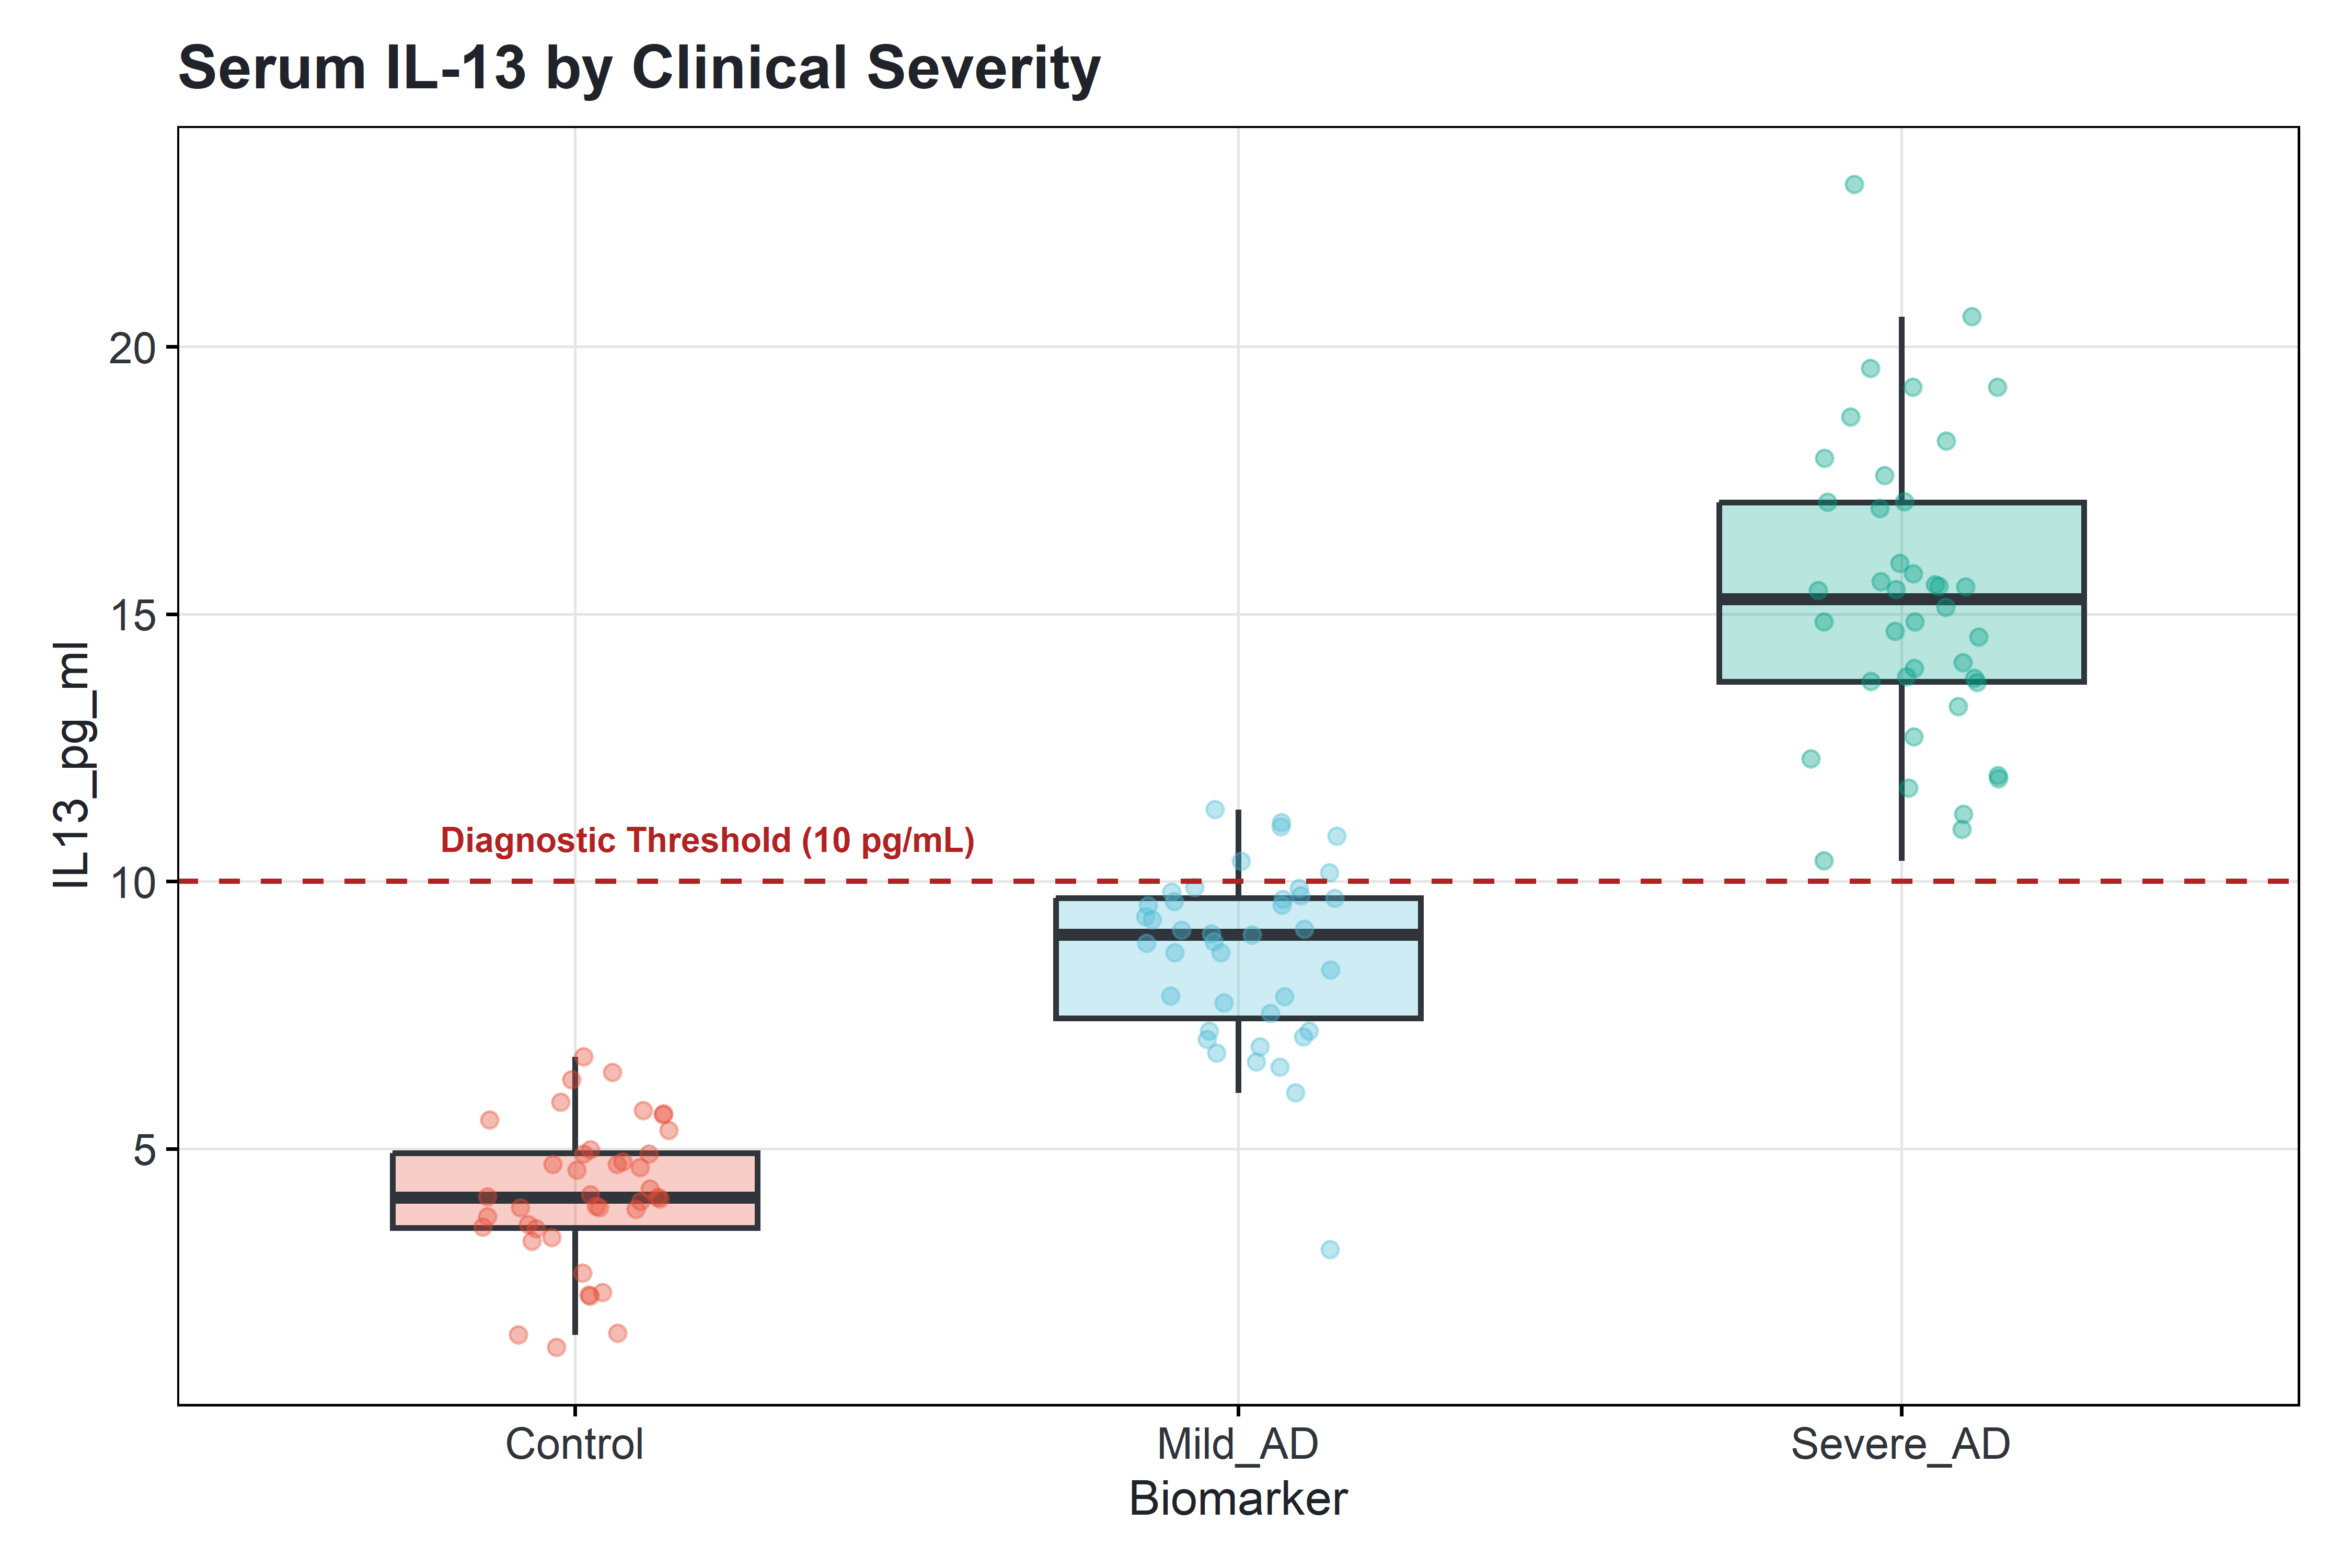 Serum IL-13 by Clinical Severity
IL13_pg_ml
20
15
10
5
Diagnostic Threshold (10 pg/mL)
Control
Mild_AD
Severe_AD
Biomarker